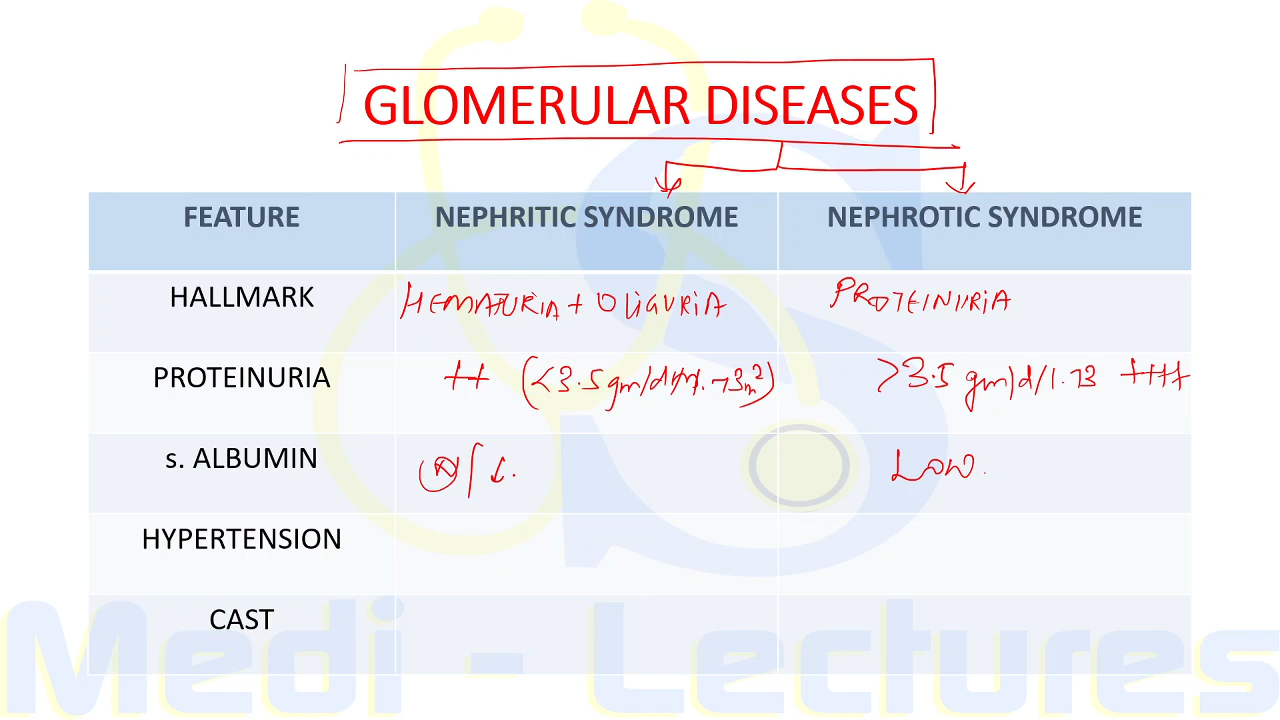 GLOMERULAR DISEASES
FEATURE NEPHRITIC SYNDROME NEPHROTIC SYNDROME
HALLMARK HEMATURIA + OLIGURIA PROTEINURIA
PROTEINURIA ++ (<3.5 gm/d/1.73m²) >3.5 gm/d/1.73 ++++
s. ALBUMIN N/↓. LOW.
HYPERTENSION
CAST
Medi - Lectures